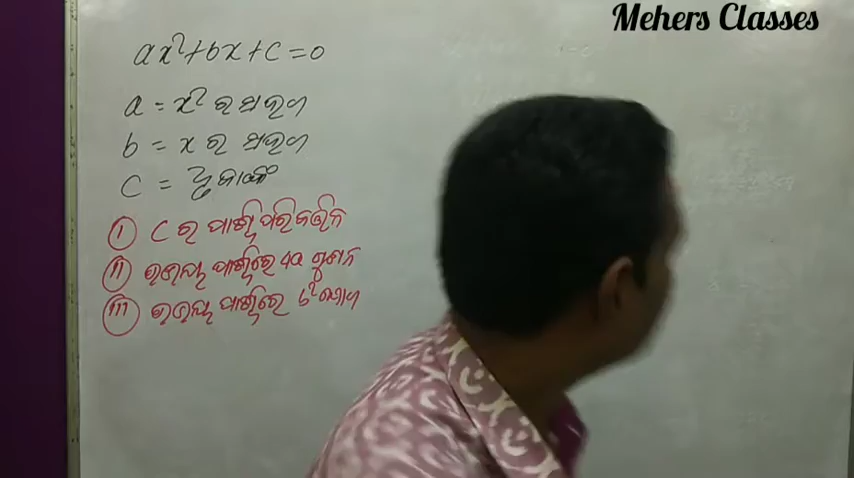 Mehers Classes
ax²+bx+c=0
a = x² ର ସହଗ
b = x ର ସହଗ
c = ଧ୍ରୁବାଙ୍କ
(i) c ର ପାର୍ଶ୍ୱ ପରିବର୍ତ୍ତନ
(ii) ଉଭୟ ପାର୍ଶ୍ୱରେ 4a ଗୁଣନ
(iii) ଉଭୟ ପାର୍ଶ୍ୱରେ b² ଯୋଗ